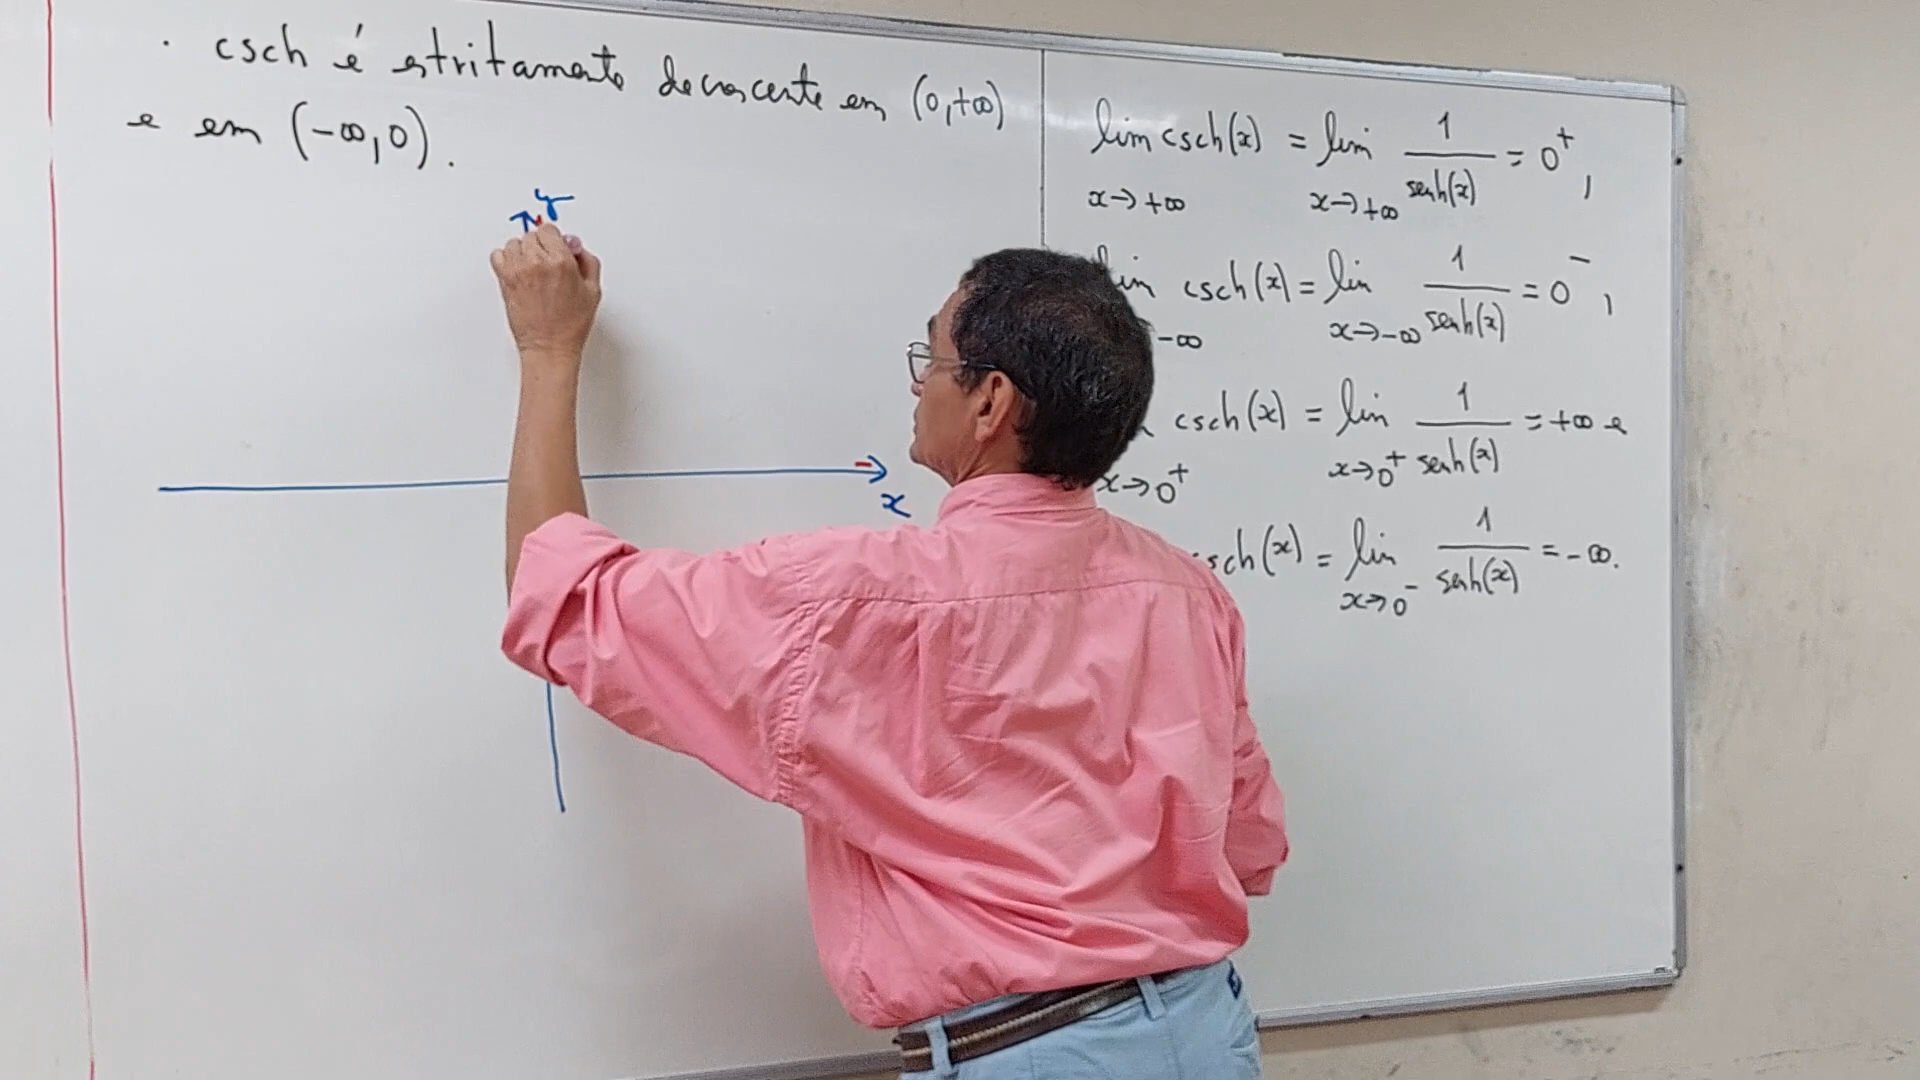 · csch é estritamente decrescente em (0,+∞)
e em (-∞,0).
y
x
lim csch(x) = lim 1/senh(x) = 0⁺,
x→+∞ x→+∞
lim csch(x) = lim 1/senh(x) = 0⁻,
-∞ x→-∞
csch(x) = lim 1/senh(x) = +∞ e
x→0⁺ x→0⁺
csch(x) = lim 1/senh(x) = -∞.
x→0⁻